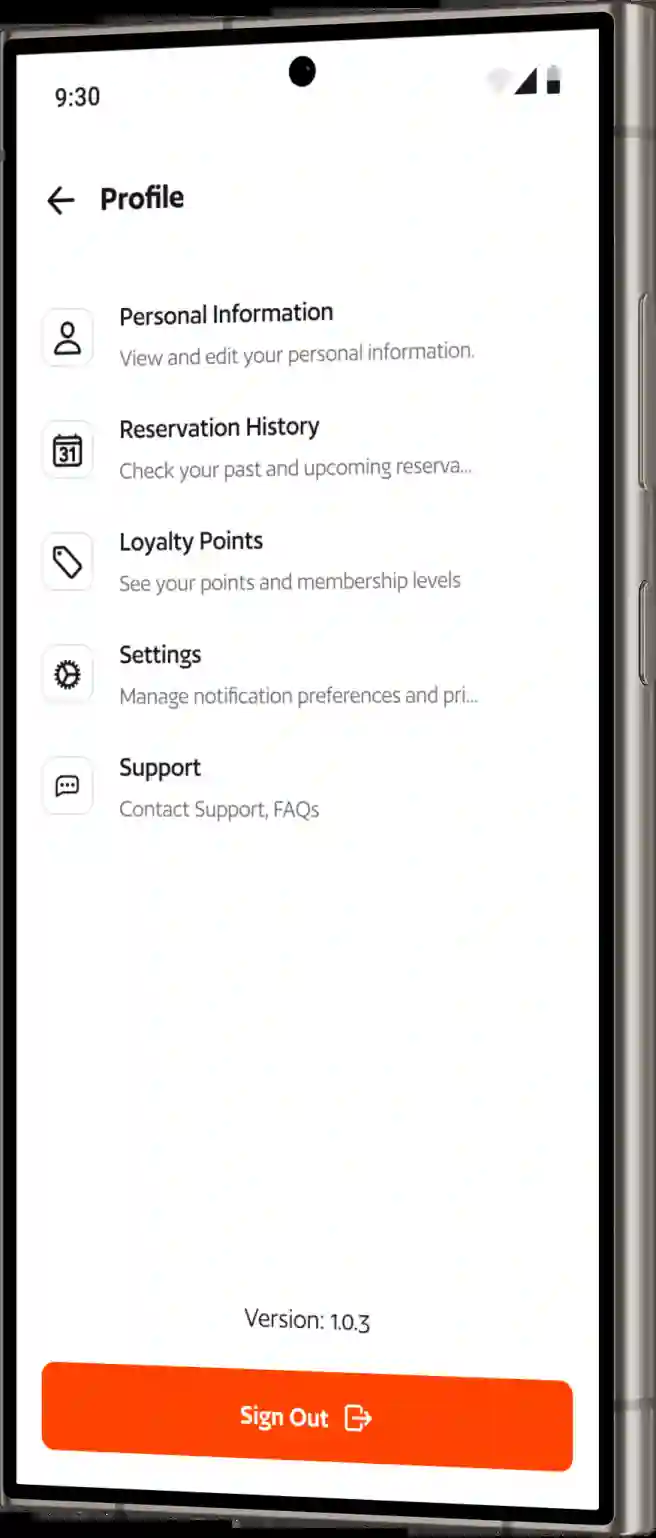 9:30
Profile
Personal Information
View and edit your personal information.
Reservation History
31
Check your past and upcoming reserva...
Loyalty Points
See your points and membership levels
Settings
Manage notification preferences and pri...
Support
Contact Support, FAQs
Version: 1.0.3
Sign Out